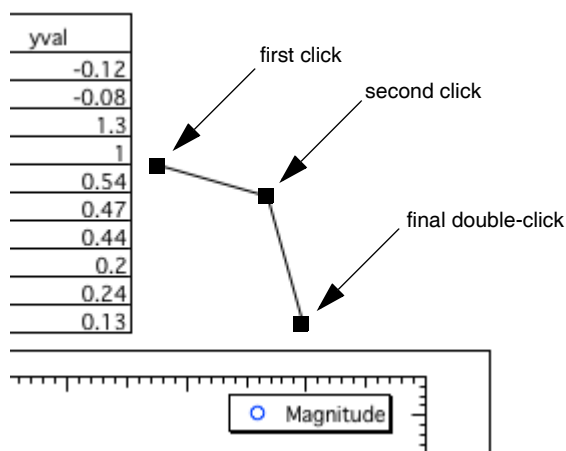 yval
-0.12
-0.08
1.3
1
0.54
0.47
0.44
0.2
0.24
0.13
first click
second click
final double-click
Magnitude